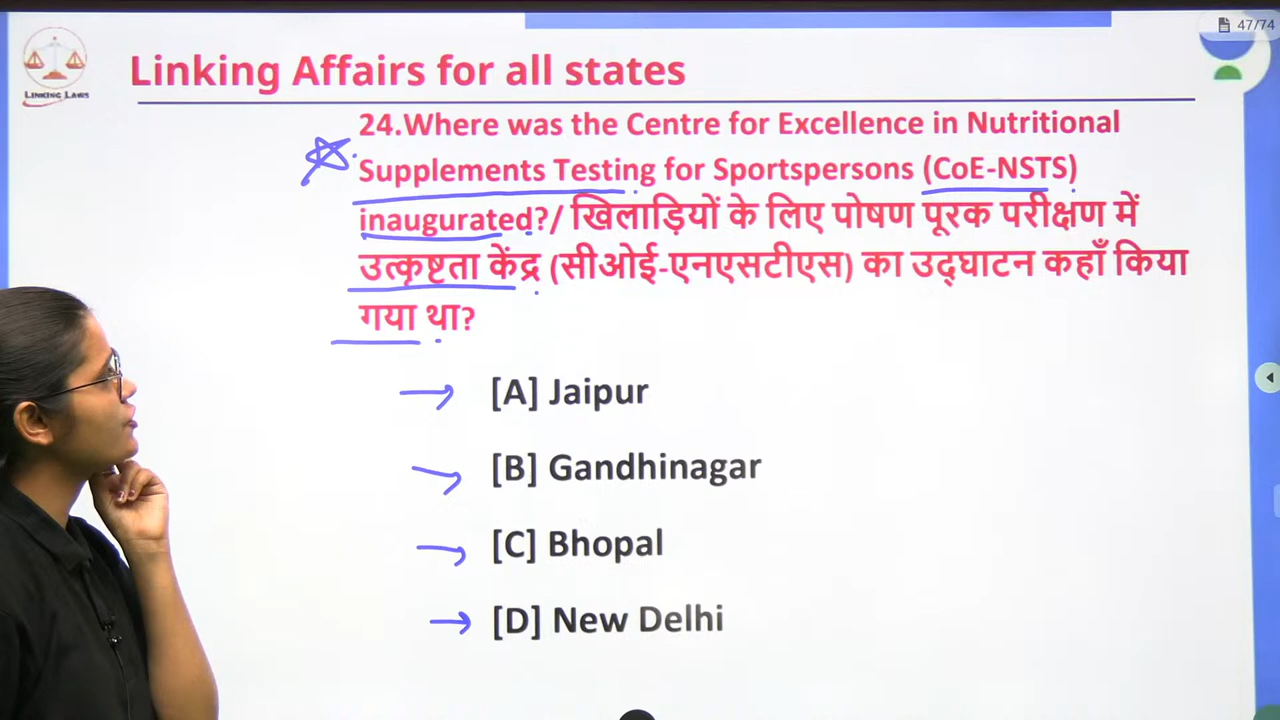 47/74
LINKING LAWS
Linking Affairs for all states
24.Where was the Centre for Excellence in Nutritional
Supplements Testing for Sportspersons (CoE-NSTS)
inaugurated?/ खिलाड़ियों के लिए पोषण पूरक परीक्षण में
उत्कृष्टता केंद्र (सीओई-एनएसटीएस) का उद्घाटन कहाँ किया
गया था?
[A] Jaipur
[B] Gandhinagar
[C] Bhopal
[D] New Delhi